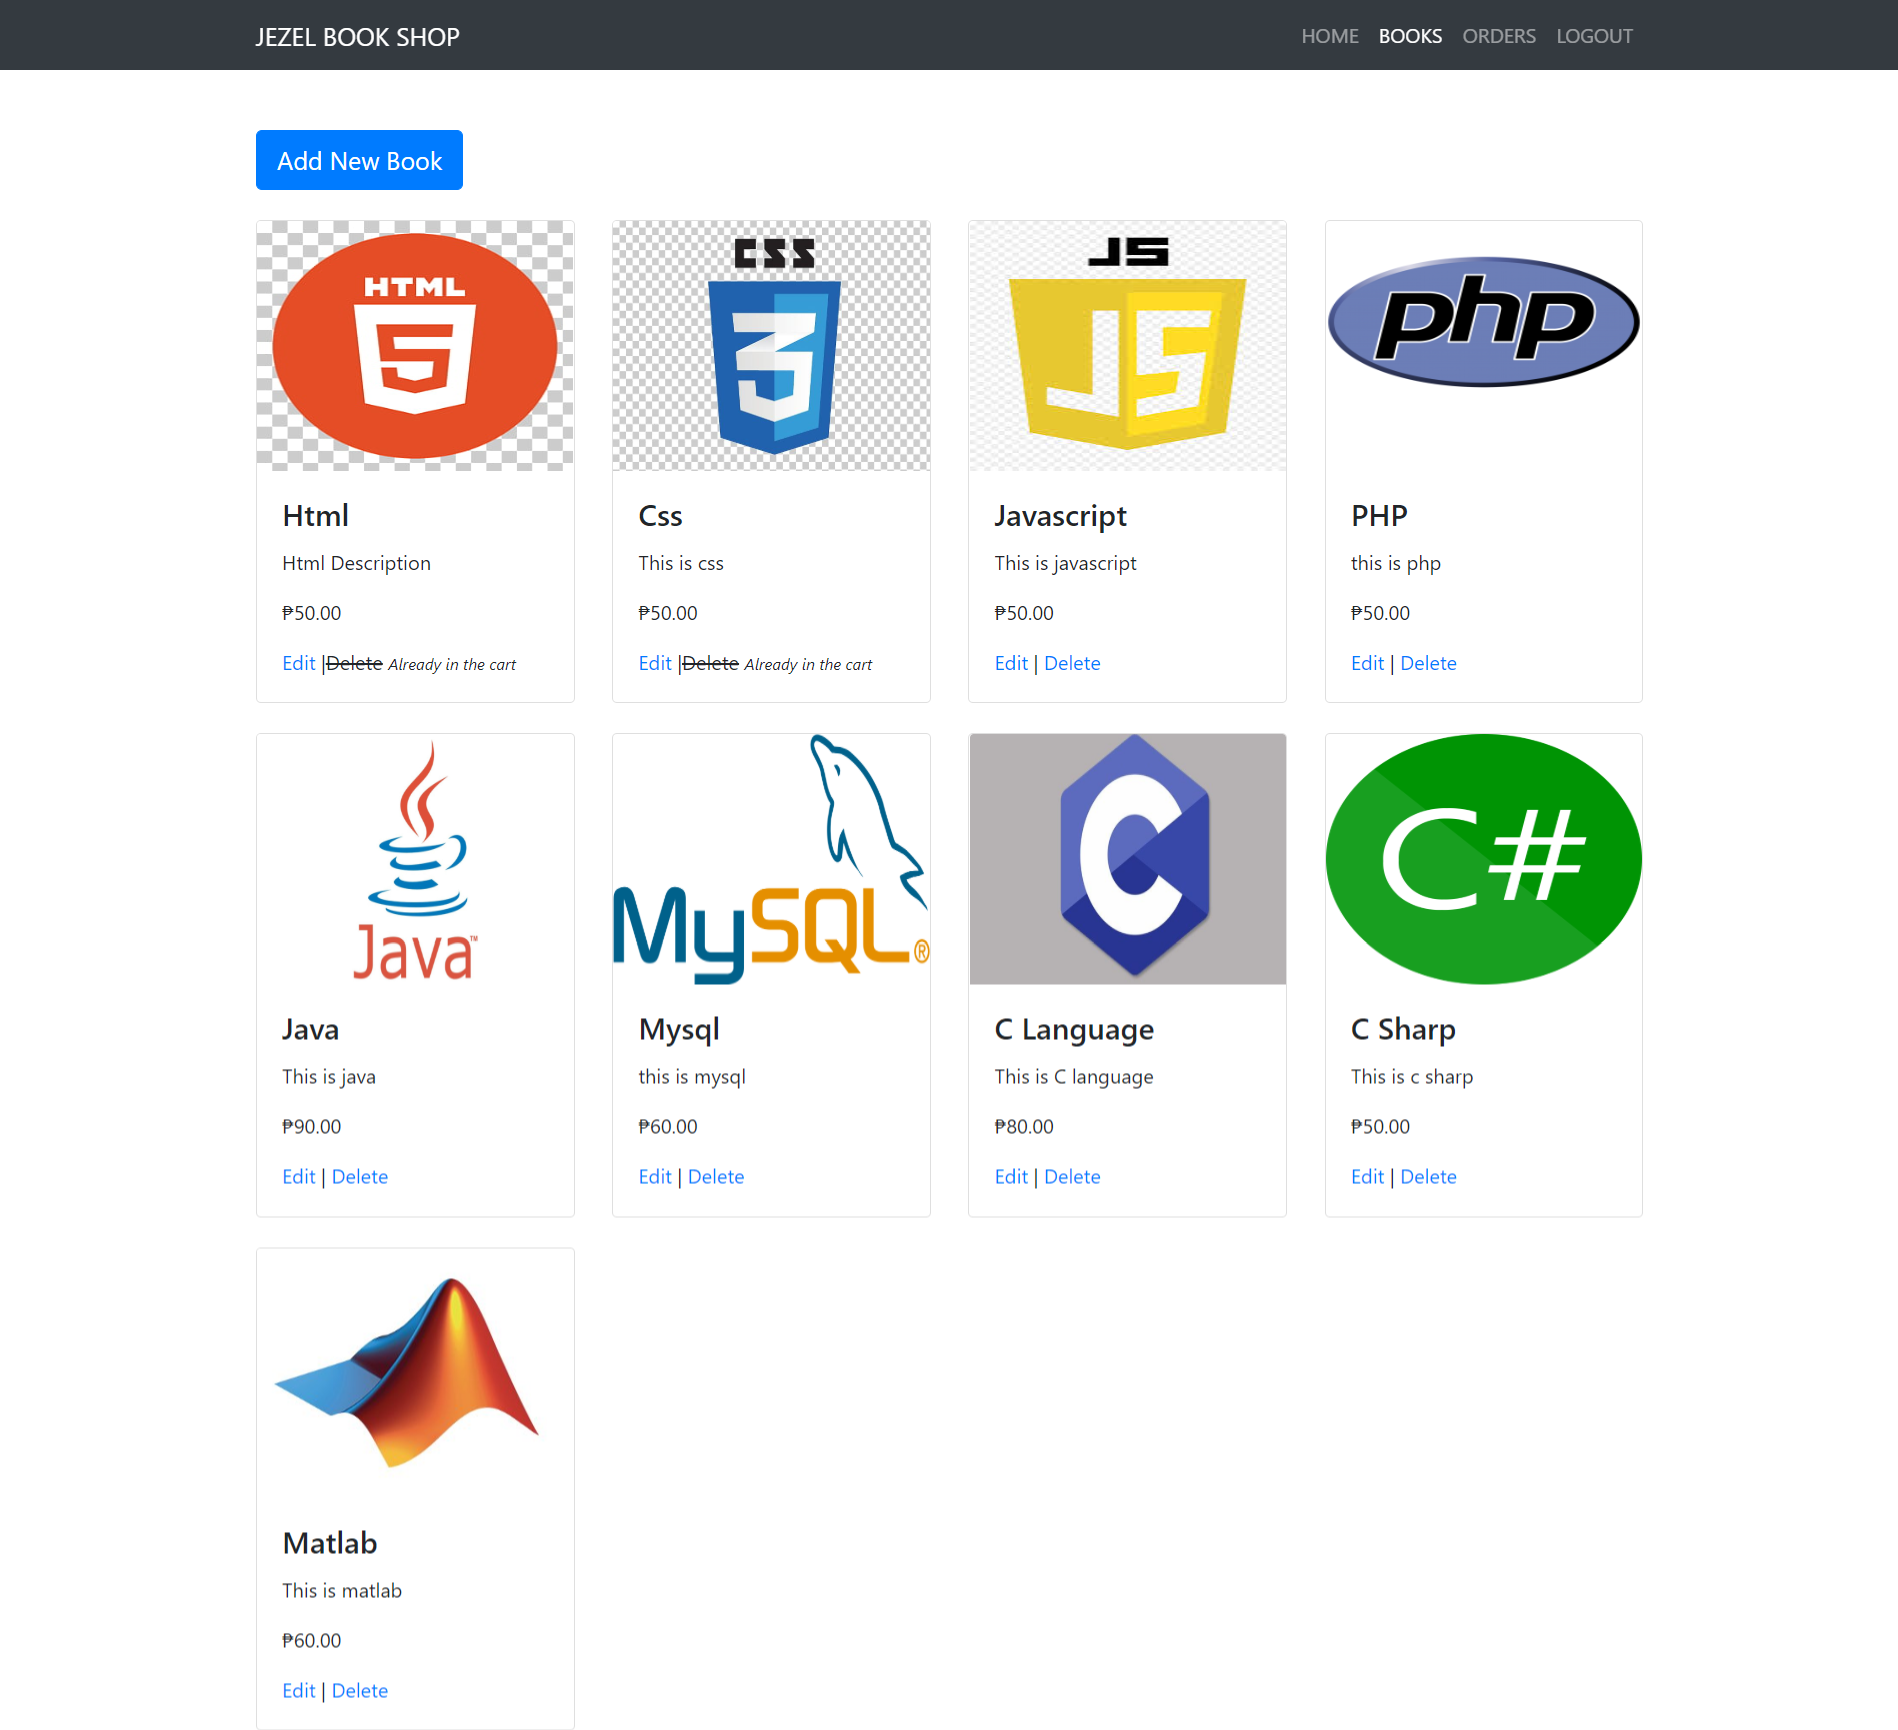 JEZEL BOOK SHOP
HOME BOOKS ORDERS LOGOUT
Add New Book
HTML
5
Html
Html Description
₱50.00
Edit |Delete Already in the cart
CSS
3
Css
This is css
₱50.00
Edit |Delete Already in the cart
JS
JS
Javascript
This is javascript
₱50.00
Edit | Delete
php
PHP
this is php
₱50.00
Edit | Delete
Java™
Java
This is java
₱90.00
Edit | Delete
MySQL®
Mysql
this is mysql
₱60.00
Edit | Delete
C
C Language
This is C language
₱80.00
Edit | Delete
C#
C Sharp
This is c sharp
₱50.00
Edit | Delete
Matlab
This is matlab
₱60.00
Edit | Delete